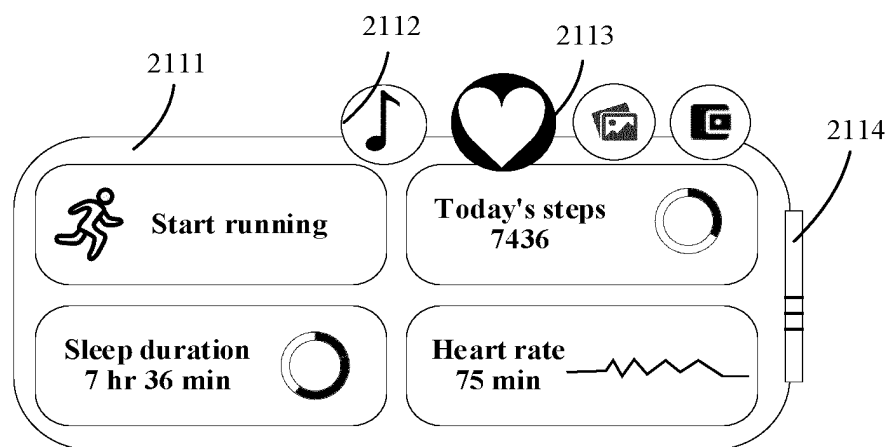 2112
2113
2111
2114
Start running
Today's steps
7436
Sleep duration
7 hr 36 min
Heart rate
75 min